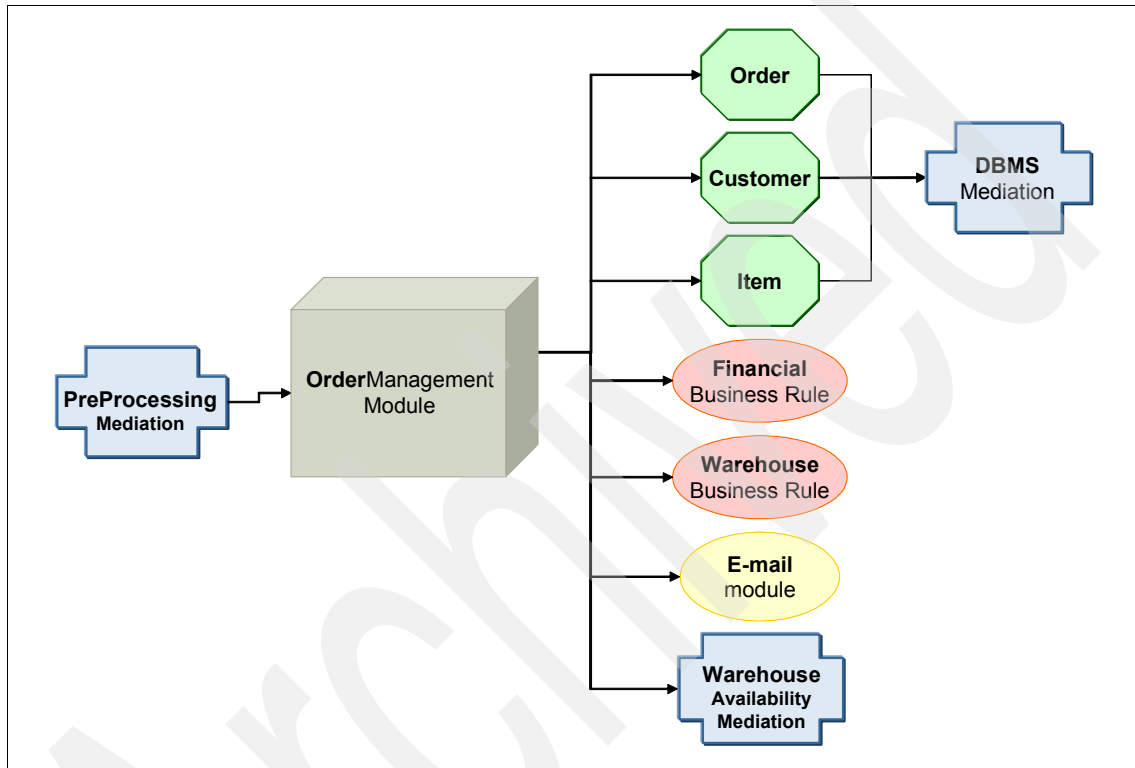 Order
Customer
Item
DBMS
Mediation
PreProcessing
Mediation
OrderManagement
Module
Financial
Business Rule
Warehouse
Business Rule
E-mail
module
Warehouse
Availability
Mediation
Archived